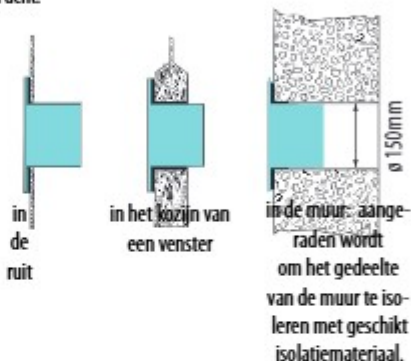 ø 150mm
in
de
ruit
in het kozijn van
een venster
in de muur: aange-
raden wordt
om het gedeelte
van de muur te iso-
leren met geschikt
isolatiemateriaal.